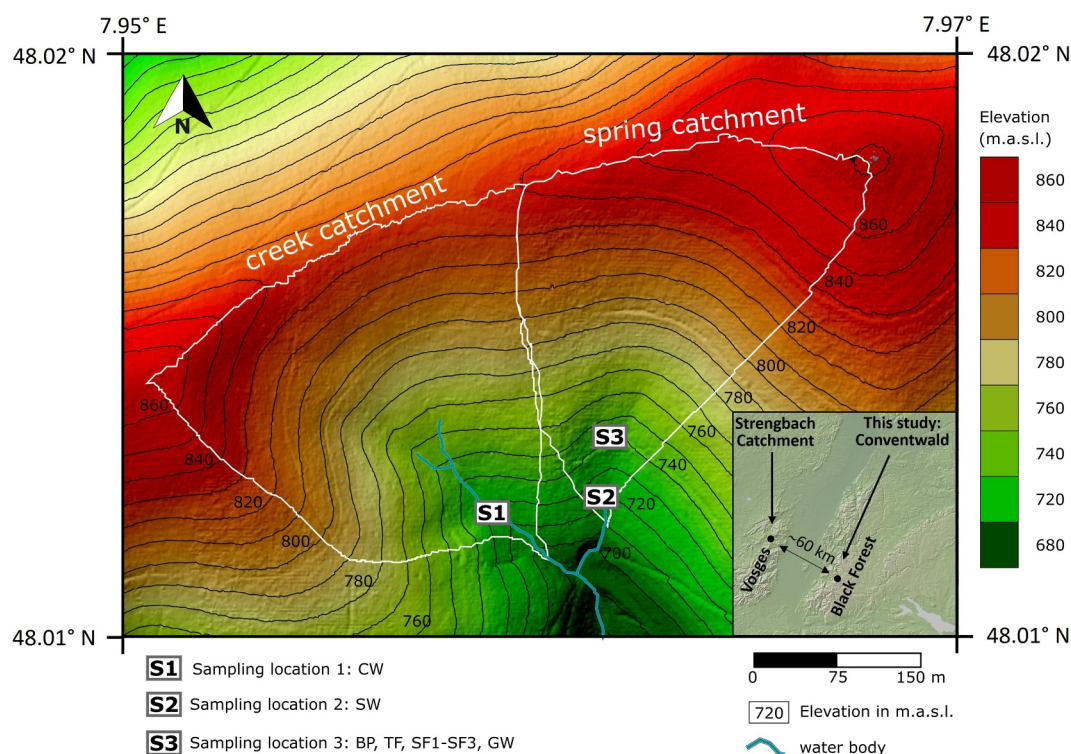 7.95° E
7.97° E
48.02° N
48.02° N
N
creek catchment
spring catchment
Elevation
(m.a.s.l.)
860
840
820
800
780
760
740
720
680
860
840
820
800
780
760
740
720
700
860
840
820
800
780
760
S1
S2
S3
Strengbach
Catchment
This study:
Conventwald
~60 km
Vosges
Black Forest
48.01° N
48.01° N
S1 Sampling location 1: CW
S2 Sampling location 2: SW
S3 Sampling location 3: BP, TF, SF1-SF3, GW
0 75 150 m
720 Elevation in m.a.s.l.
water body